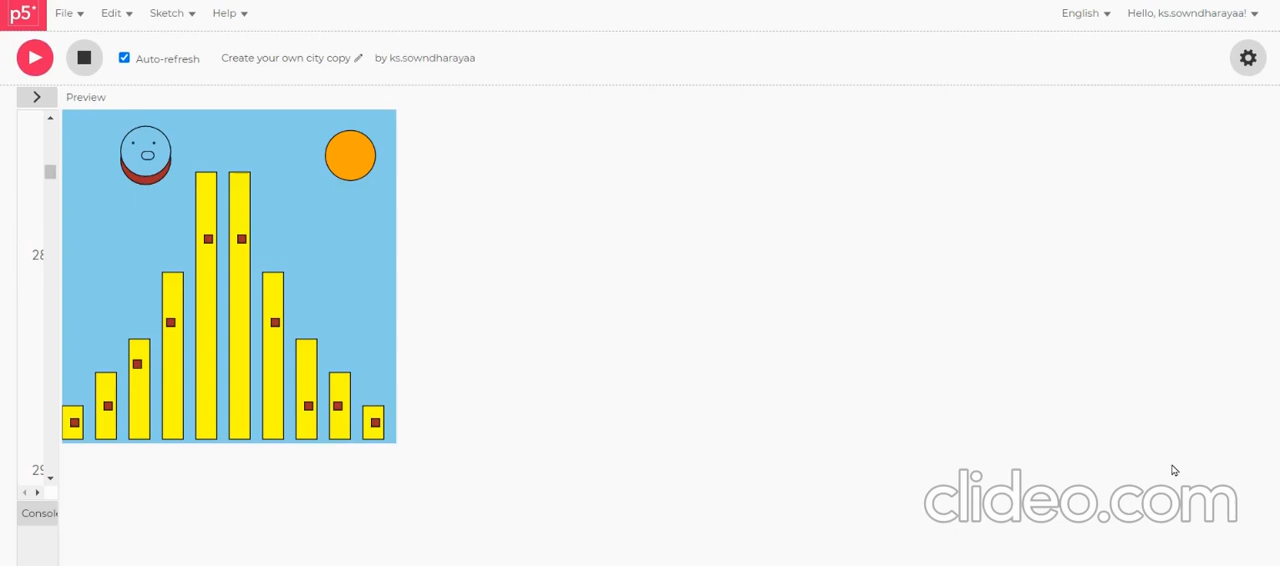 p5*
File Edit Sketch Help English Hello, ks.sowndharayaa!
Auto-refresh Create your own city copy by ks.sowndharayaa
Preview
28
29
Console
clideo.com